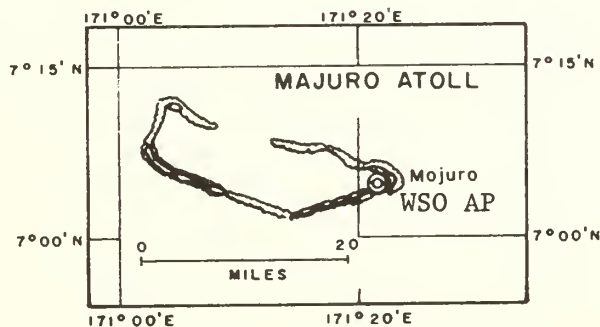 171° 00' E 171° 20' E
7° 15' N 7° 15' N
MAJURO ATOLL
Mojuro
WSO AP
7° 00' N 7° 00' N
0 20
MILES
171° 00' E 171° 20' E